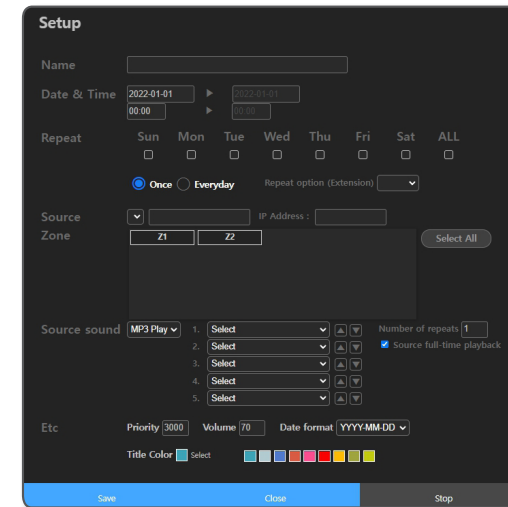 Setup
Name
Date & Time 2022-01-01 ▶ 2022-01-01
00:00 ▶ 00:00
Repeat Sun Mon Tue Wed Thu Fri Sat ALL
Once Everyday Repeat option (Extension)
Source IP Address :
Zone Z1 Z2 Select All
Source sound MP3 Play 1. Select Number of repeats 1
2. Select Source full-time playback
3. Select
4. Select
5. Select
Etc Priority 3000 Volume 70 Date format YYYY-MM-DD
Title Color Select
Save Close Stop